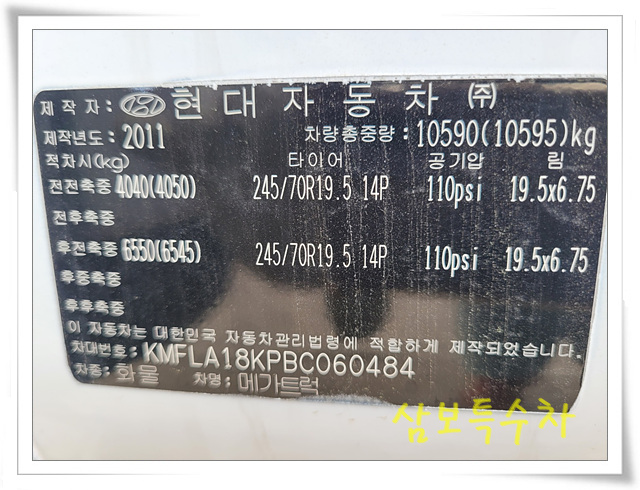 제작자: 현대자동차 ㈜
제작년도: 2011 차량총중량: 10590(10595)kg
적차시(kg) 타이어 공기압 림
전전축중 4040(4050) 245/70R19.5 14P 110psi 19.5x6.75
전후축중
후전축중 6550(6545) 245/70R19.5 14P 110psi 19.5x6.75
후중축중
후후축중
이 자동차는 대한민국 자동차관리법령에 적합하게 제작되었습니다.
차대번호: KMFLA18KPBC060484
차종: 화물 차명: 메가트럭
삼보특수차